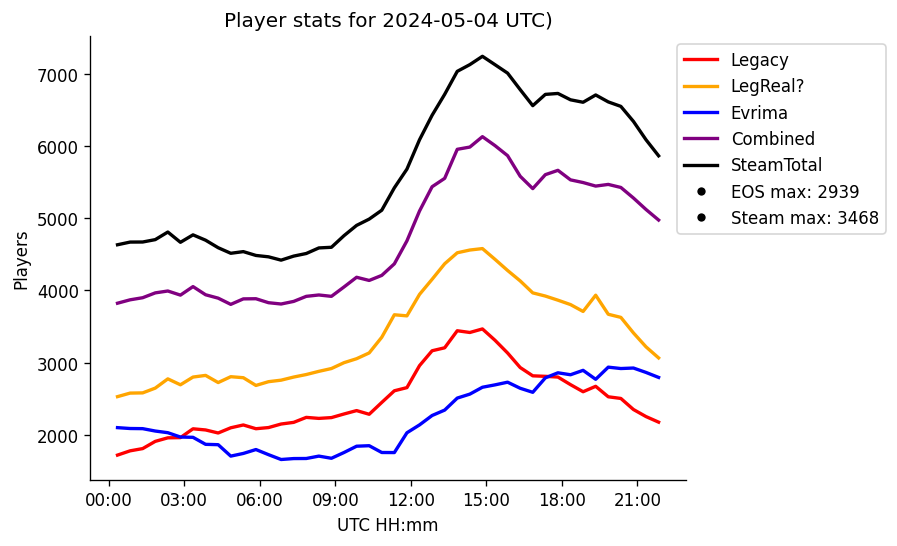 Player stats for 2024-05-04 UTC)
Legacy
LegReal?
Evrima
Combined
SteamTotal
EOS max: 2939
Steam max: 3468
Players
7000
6000
5000
4000
3000
2000
00:00 03:00 06:00 09:00 12:00 15:00 18:00 21:00
UTC HH:mm